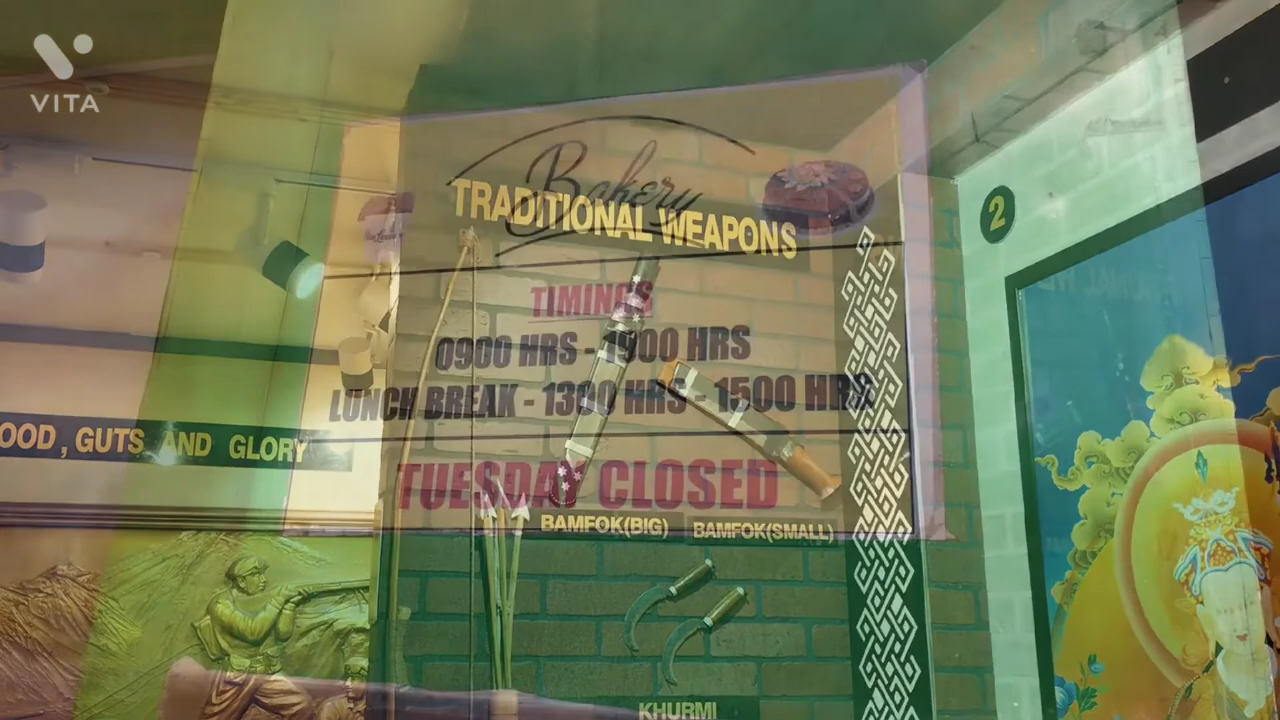 VITA
Bakery
TRADITIONAL WEAPONS
2
TIMINGS
0900 HRS - 1900 HRS
LUNCH BREAK - 1300 HRS - 1500 HRS
OOD, GUTS AND GLORY
TUESDAY CLOSED
BAMFOK(BIG) BAMFOK(SMALL)
KHURMI